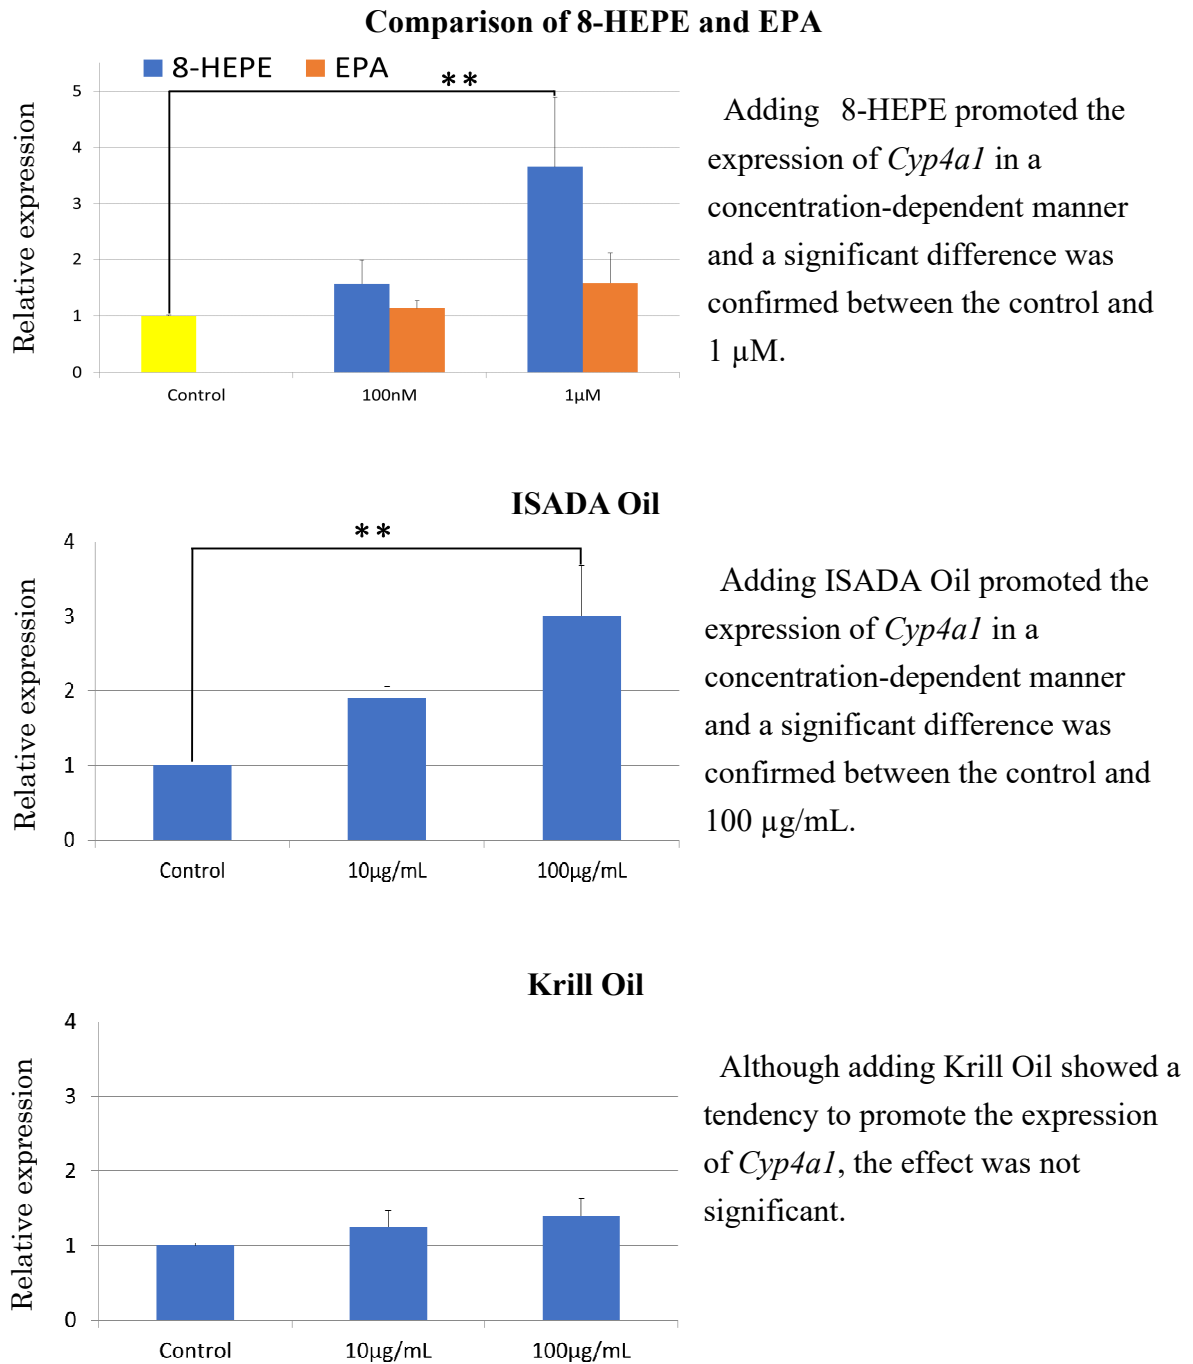 Comparison of 8-HEPE and EPA
8-HEPE EPA
**
Relative expression
5
4
3
2
1
0
Control 100nM 1µM
Adding 8-HEPE promoted the
expression of Cyp4a1 in a
concentration-dependent manner
and a significant difference was
confirmed between the control and
1 µM.
ISADA Oil
**
Relative expression
4
3
2
1
0
Control 10µg/mL 100µg/mL
Adding ISADA Oil promoted the
expression of Cyp4a1 in a
concentration-dependent manner
and a significant difference was
confirmed between the control and
100 µg/mL.
Krill Oil
Relative expression
4
3
2
1
0
Control 10µg/mL 100µg/mL
Although adding Krill Oil showed a
tendency to promote the expression
of Cyp4a1, the effect was not
significant.